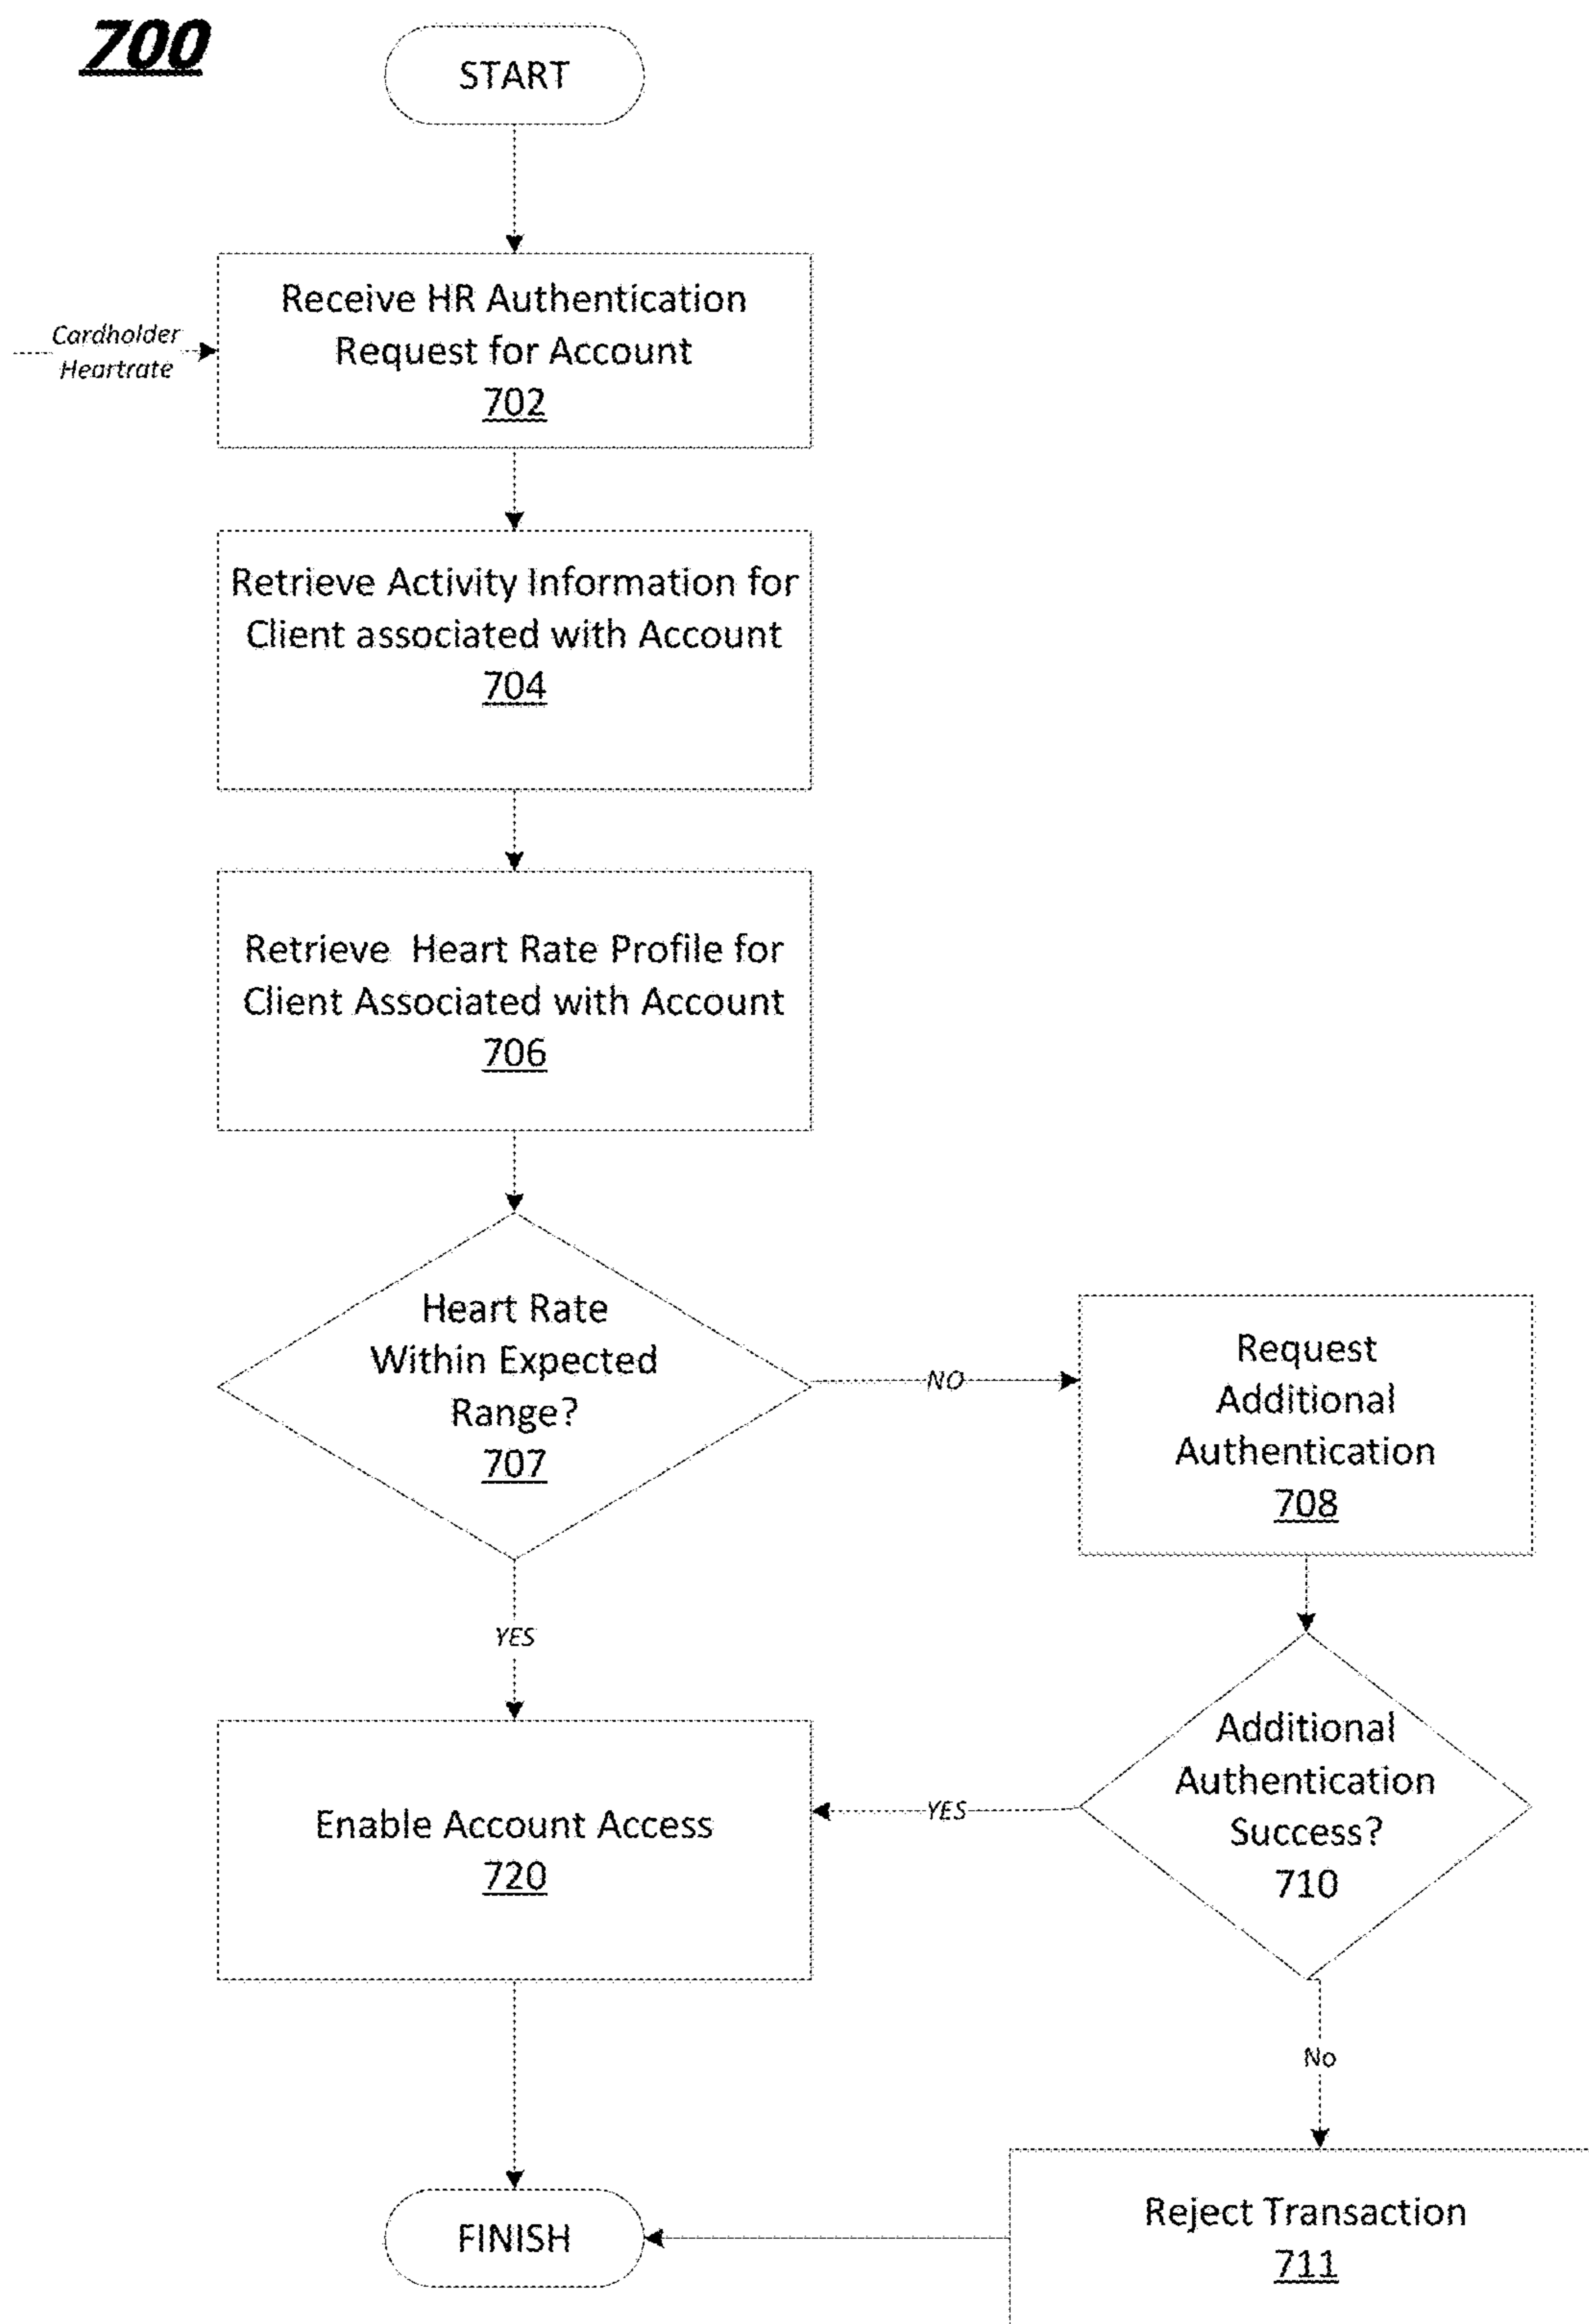 700
START
Cardholder
Heartrate
Receive HR Authentication
Request for Account
702
Retrieve Activity Information for
Client associated with Account
704
Retrieve Heart Rate Profile for
Client Associated with Account
706
Heart Rate
Within Expected
Range?
707
NO
Request
Additional
Authentication
708
YES
Additional
Authentication
Success?
710
YES
Enable Account Access
720
No
Reject Transaction
711
FINISH